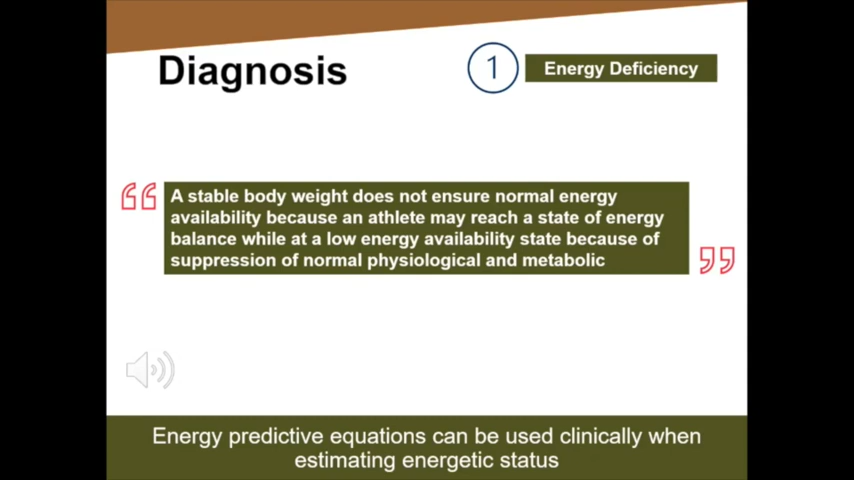 Diagnosis
1
Energy Deficiency
“
A stable body weight does not ensure normal energy
availability because an athlete may reach a state of energy
balance while at a low energy availability state because of
suppression of normal physiological and metabolic
”
Energy predictive equations can be used clinically when
estimating energetic status